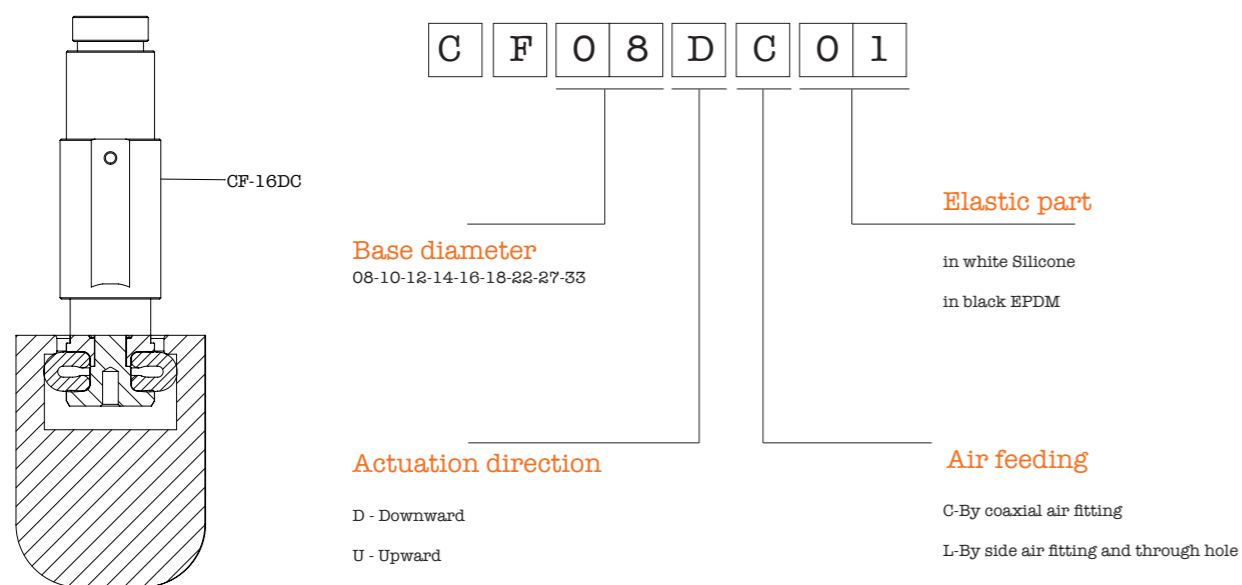 C F 0 8 D C 0 1
CF-16DC
Elastic part
in white Silicone
in black EPDM
Base diameter
08-10-12-14-16-18-22-27-33
Actuation direction
D - Downward
U - Upward
Air feeding
C-By coaxial air fitting
L-By side air fitting and through hole